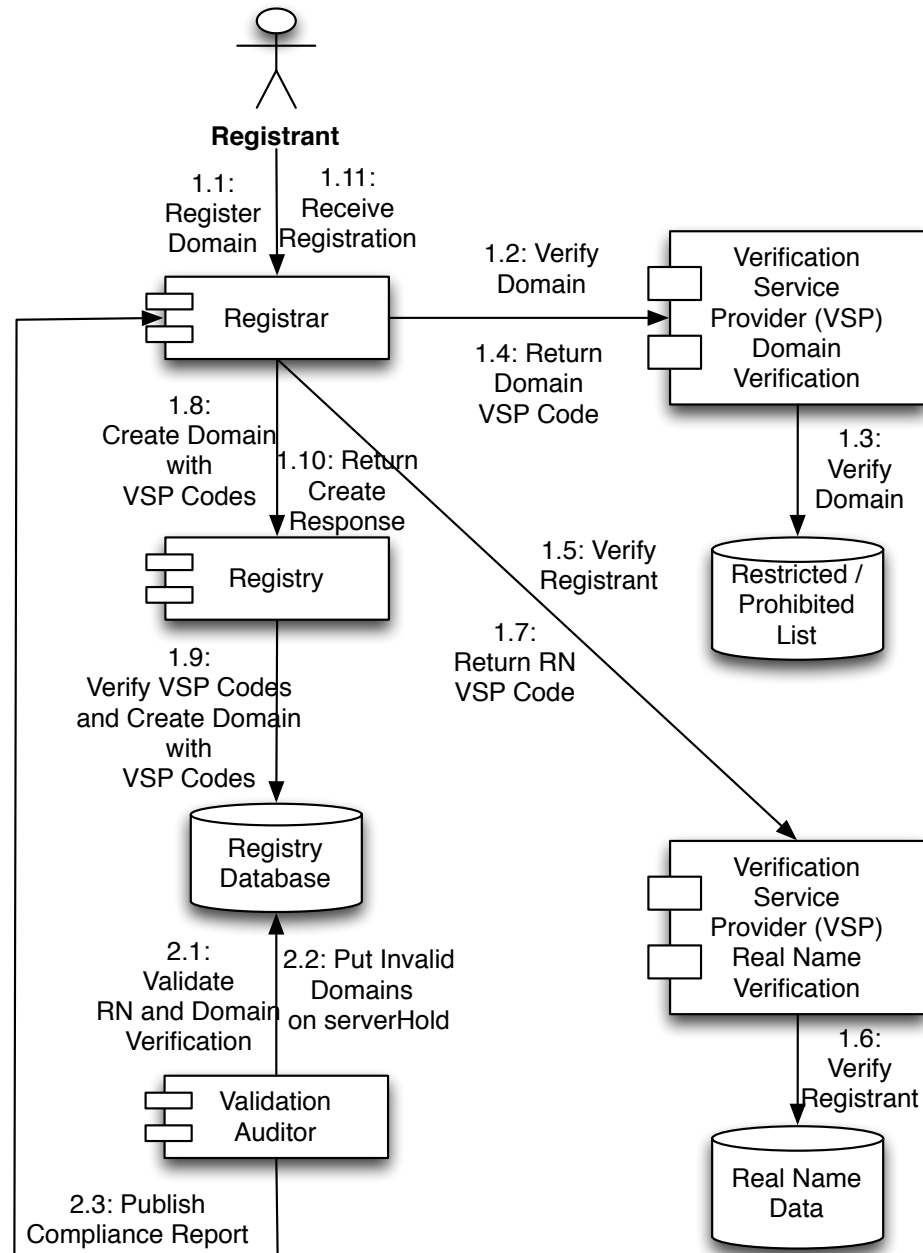 Registrant
1.1:
Register
Domain
1.11:
Receive
Registration
Registrar
1.2: Verify
Domain
1.4: Return
Domain
VSP Code
Verification
Service
Provider (VSP)
Domain
Verification
1.3:
Verify
Domain
Restricted /
Prohibited
List
1.8:
Create Domain
with
VSP Codes
1.10: Return
Create
Response
Registry
1.5: Verify
Registrant
1.7:
Return RN
VSP Code
1.9:
Verify VSP Codes
and Create Domain
with
VSP Codes
Registry
Database
Verification
Service
Provider (VSP)
Real Name
Verification
1.6:
Verify
Registrant
Real Name
Data
2.1:
Validate
RN and Domain
Verification
2.2: Put Invalid
Domains
on serverHold
Validation
Auditor
2.3: Publish
Compliance Report